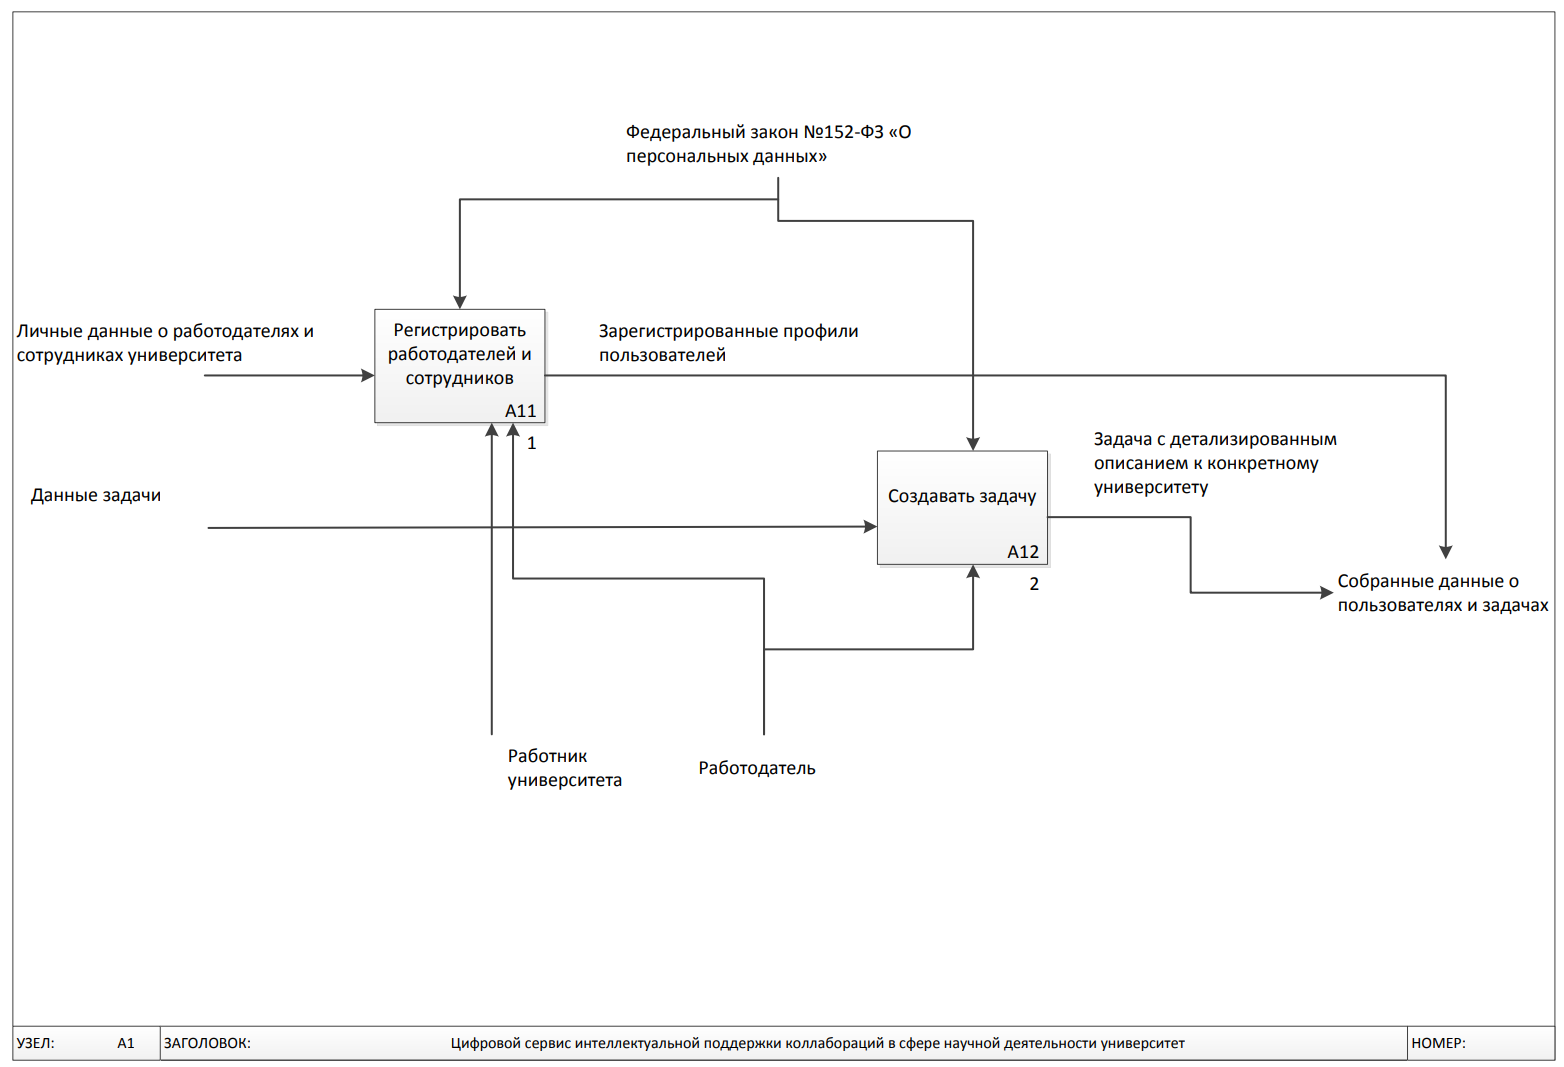 Федеральный закон №152-ФЗ «О
персональных данных»
Личные данные о работодателях и
сотрудниках университета
Регистрировать
работодателей и
сотрудников
A11
1
Зарегистрированные профили
пользователей
Данные задачи
Создавать задачу
A12
2
Задача с детализированным
описанием к конкретному
университету
Собранные данные о
пользователях и задачах
Работник
университета
Работодатель
УЗЕЛ: A1 ЗАГОЛОВОК: Цифровой сервис интеллектуальной поддержки коллабораций в сфере научной деятельности университет НОМЕР: